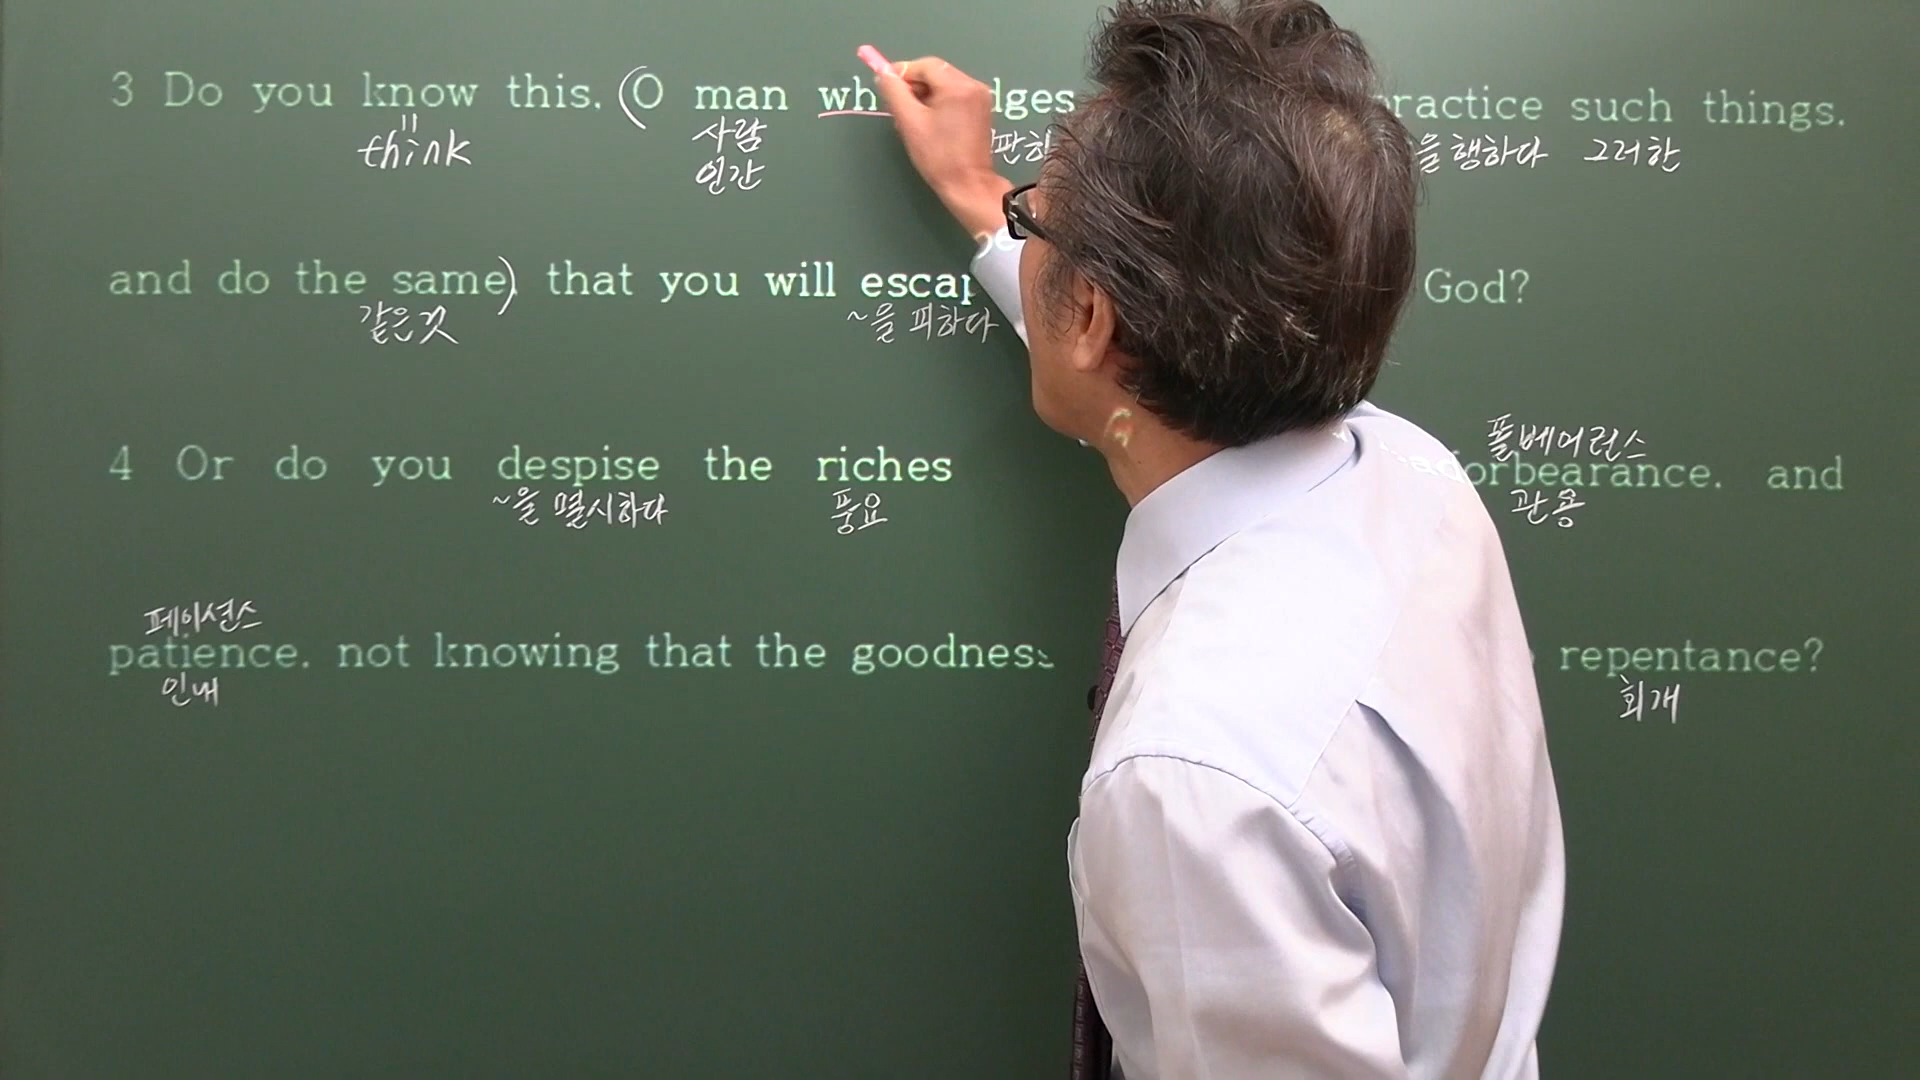 3 Do you know this, (O man wh dges practice such things,
"
think
사람
인간
판하
을 행하다 그러한
and do the same) that you will escap God?
같은것
~을 피하다
폴베어런스
4 Or do you despise the riches forbearance, and
~을 멸시하다
풍요
관용
페이션스
patience, not knowing that the goodness repentance?
인내
회개